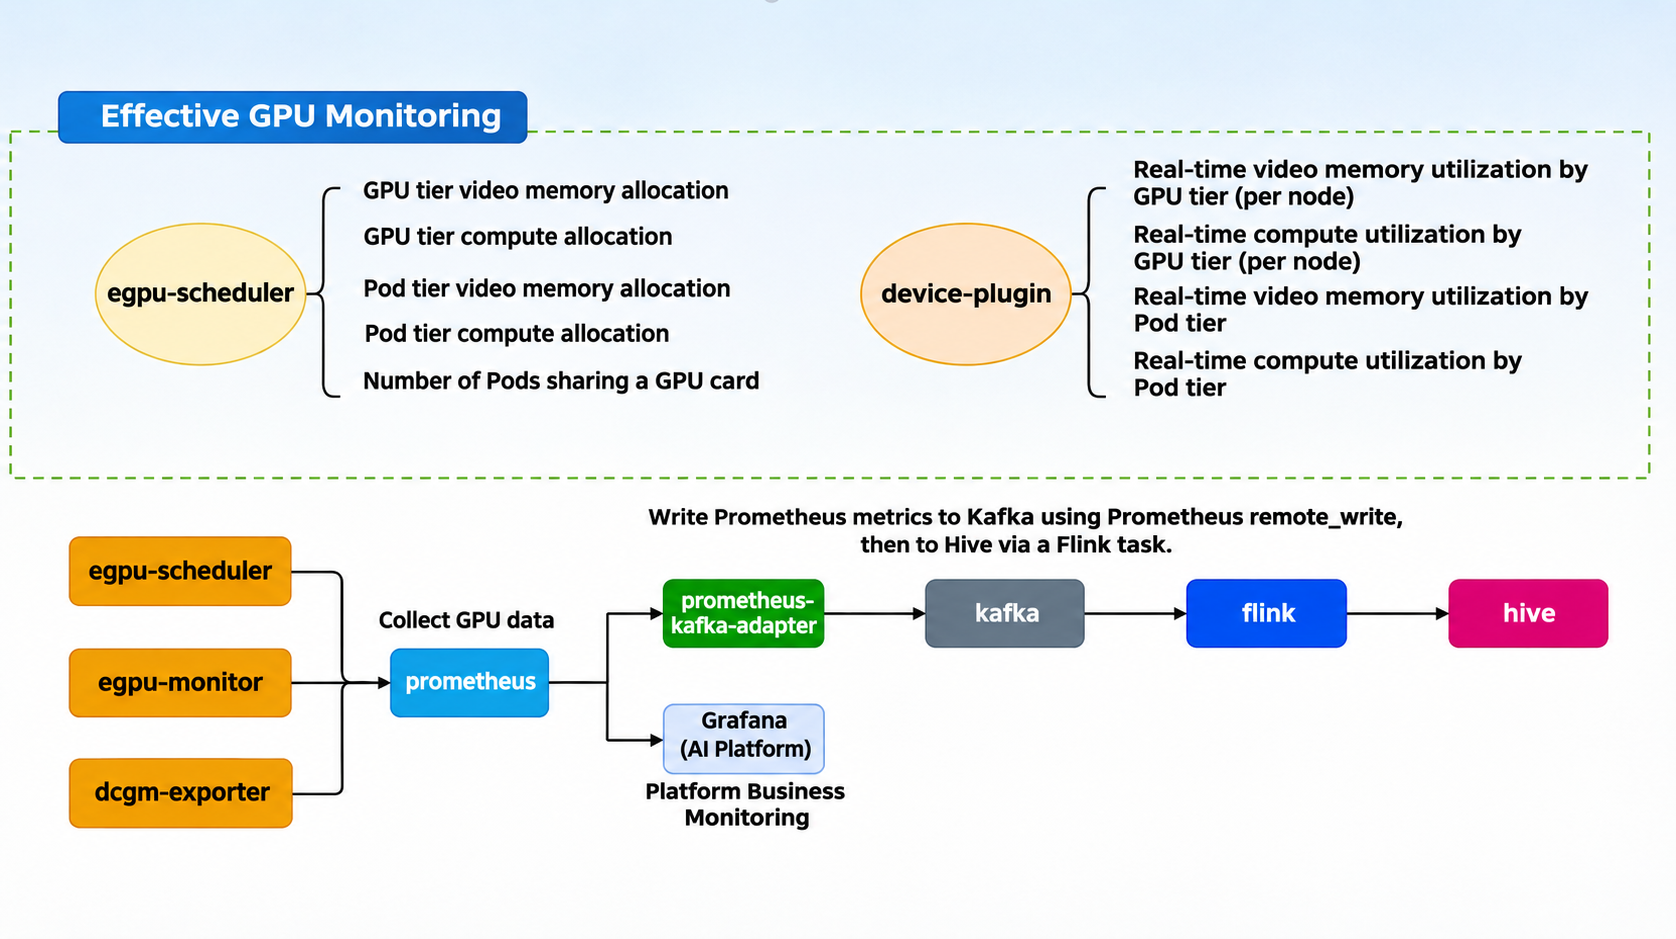 Effective GPU Monitoring
egpu-scheduler
GPU tier video memory allocation
GPU tier compute allocation
Pod tier video memory allocation
Pod tier compute allocation
Number of Pods sharing a GPU card
device-plugin
Real-time video memory utilization by
GPU tier (per node)
Real-time compute utilization by
GPU tier (per node)
Real-time video memory utilization by
Pod tier
Real-time compute utilization by
Pod tier
Write Prometheus metrics to Kafka using Prometheus remote_write,
then to Hive via a Flink task.
egpu-scheduler
egpu-monitor
dcgm-exporter
Collect GPU data
prometheus
prometheus-
kafka-adapter
kafka
flink
hive
Grafana
(AI Platform)
Platform Business
Monitoring